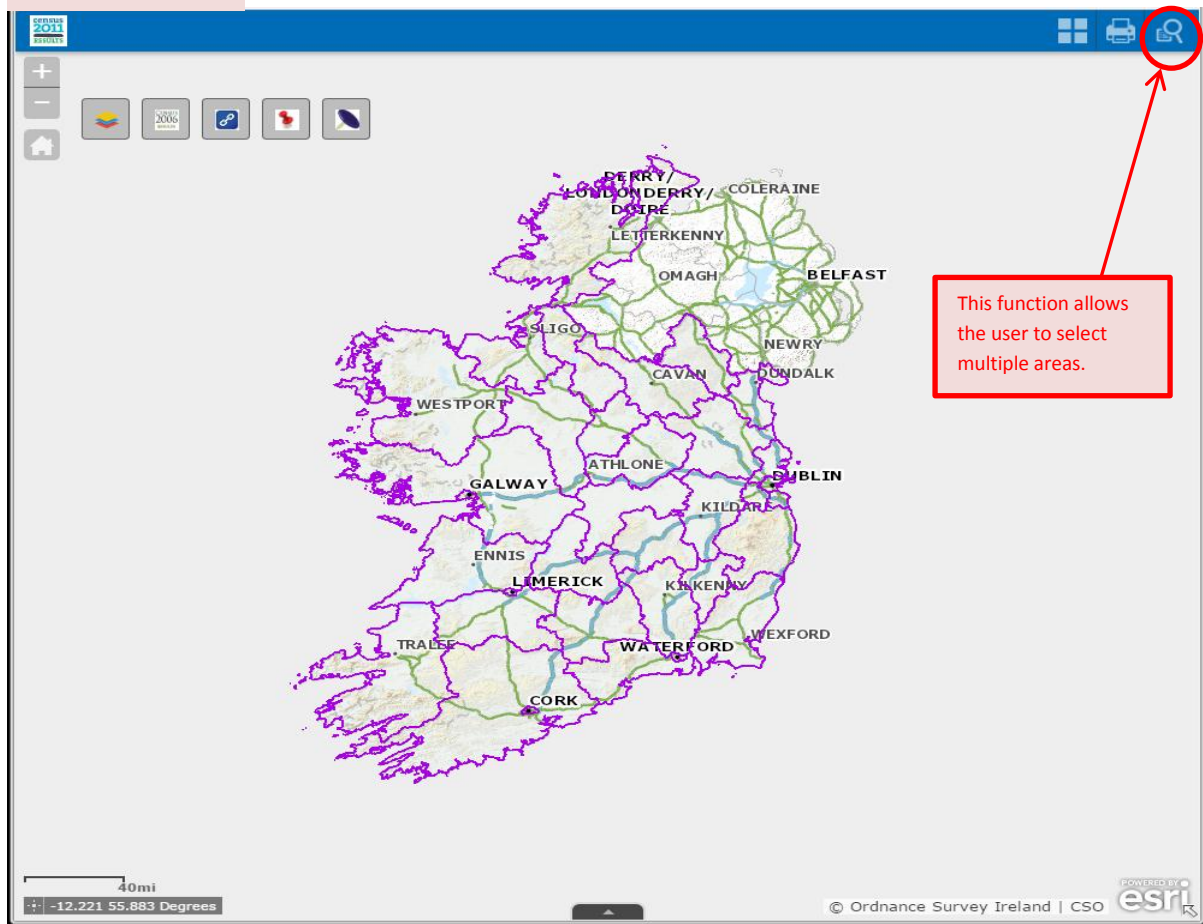 census
2011
RESULTS
+
−
2006
DERRY/
LONDONDERRY/
DOIRE
COLERAINE
LETTERKENNY
OMAGH
BELFAST
This function allows
the user to select
multiple areas.
SLIGO
NEWRY
CAVAN
DUNDALK
WESTPORT
ATHLONE
DUBLIN
GALWAY
KILDARE
ENNIS
LIMERICK
KILKENNY
WEXFORD
TRALEE
WATERFORD
CORK
40mi
-12.221 55.883 Degrees
© Ordnance Survey Ireland | CSO
POWERED BY
esri